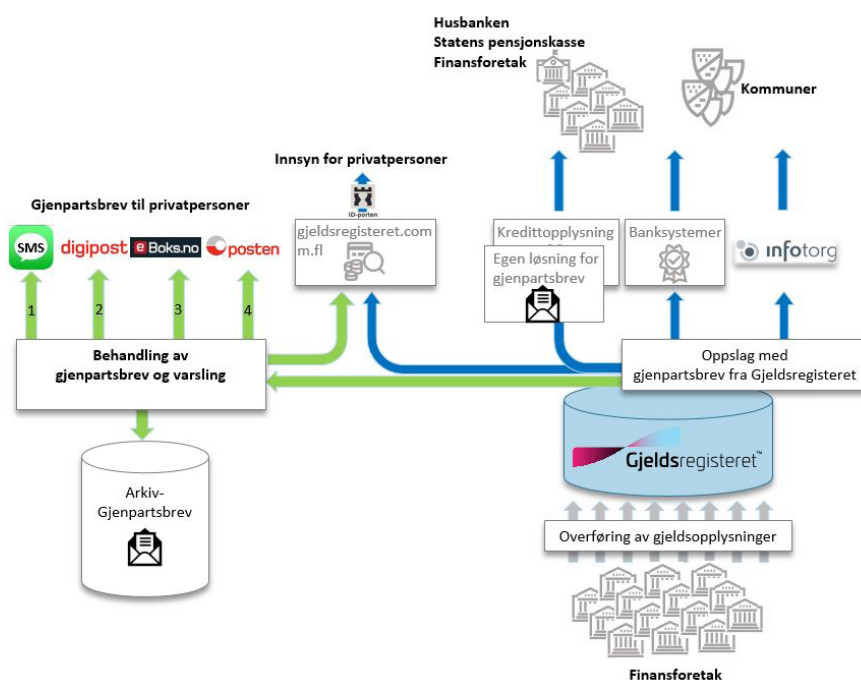 Husbanken
Statens pensjonskasse
Finansforetak
Kommuner
Innsyn for privatpersoner
ID-porten
Gjenpartsbrev til privatpersoner
SMS
digipost
eBoks.no
posten
gjeldsregisteret.com
m.fl
Kredittopplysning
Egen løsning for
gjenpartsbrev
Banksystemer
infotorg
1
2
3
4
Behandling av
gjenpartsbrev og varsling
Oppslag med
gjenpartsbrev fra Gjeldsregisteret
Gjeldsregisteret™
Arkiv-
Gjenpartsbrev
Overføring av gjeldsopplysninger
Finansforetak